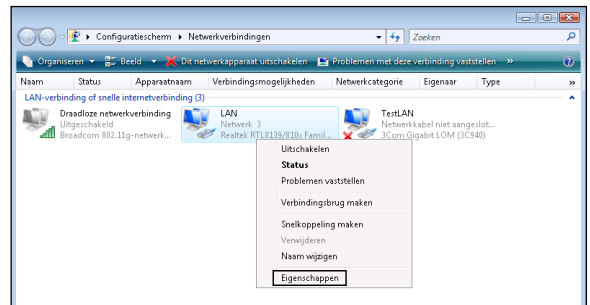 Configuratiescherm ▸ Netwerkverbindingen
Zoeken
Organiseren Beeld Dit netwerkapparaat uitschakelen Problemen met deze verbinding vaststellen »
Naam Status Apparaatnaam Verbindingsmogelijkheden Netwerkcategorie Eigenaar Type »
LAN-verbinding of snelle internetverbinding (3)
Draadloze netwerkverbinding
Uitgeschakeld
Broadcom 802.11g-netwerk...
LAN
Netwerk 3
Realtek RTL8139/810x Famil...
TestLAN
Netwerkkabel niet aangeslot...
3Com Gigabit LOM (3C940)
Uitschakelen
Status
Problemen vaststellen
Verbindingsbrug maken
Snelkoppeling maken
Verwijderen
Naam wijzigen
Eigenschappen